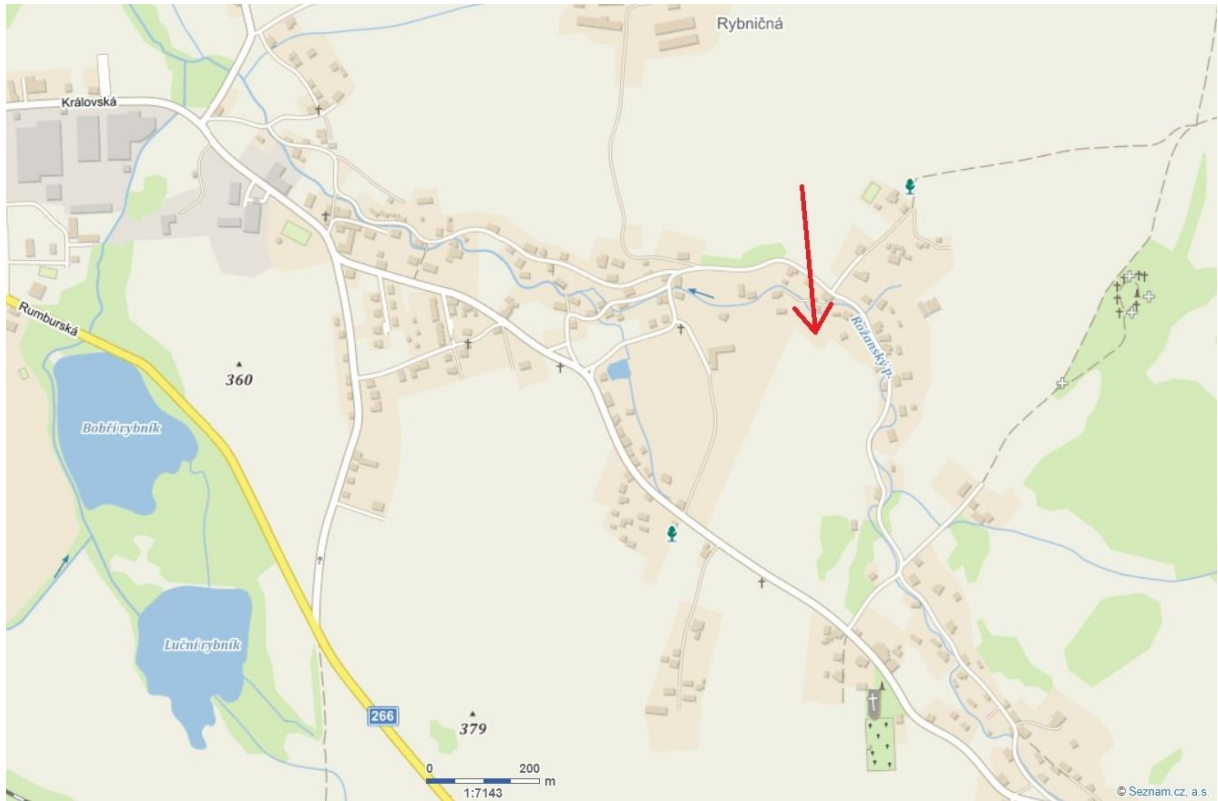 Rybničná
Královská
Rumburská
Rožanský p.
360
Bobří rybník
Luční rybník
266
379
0 200 m
1:7143
© Seznam.cz, a.s.